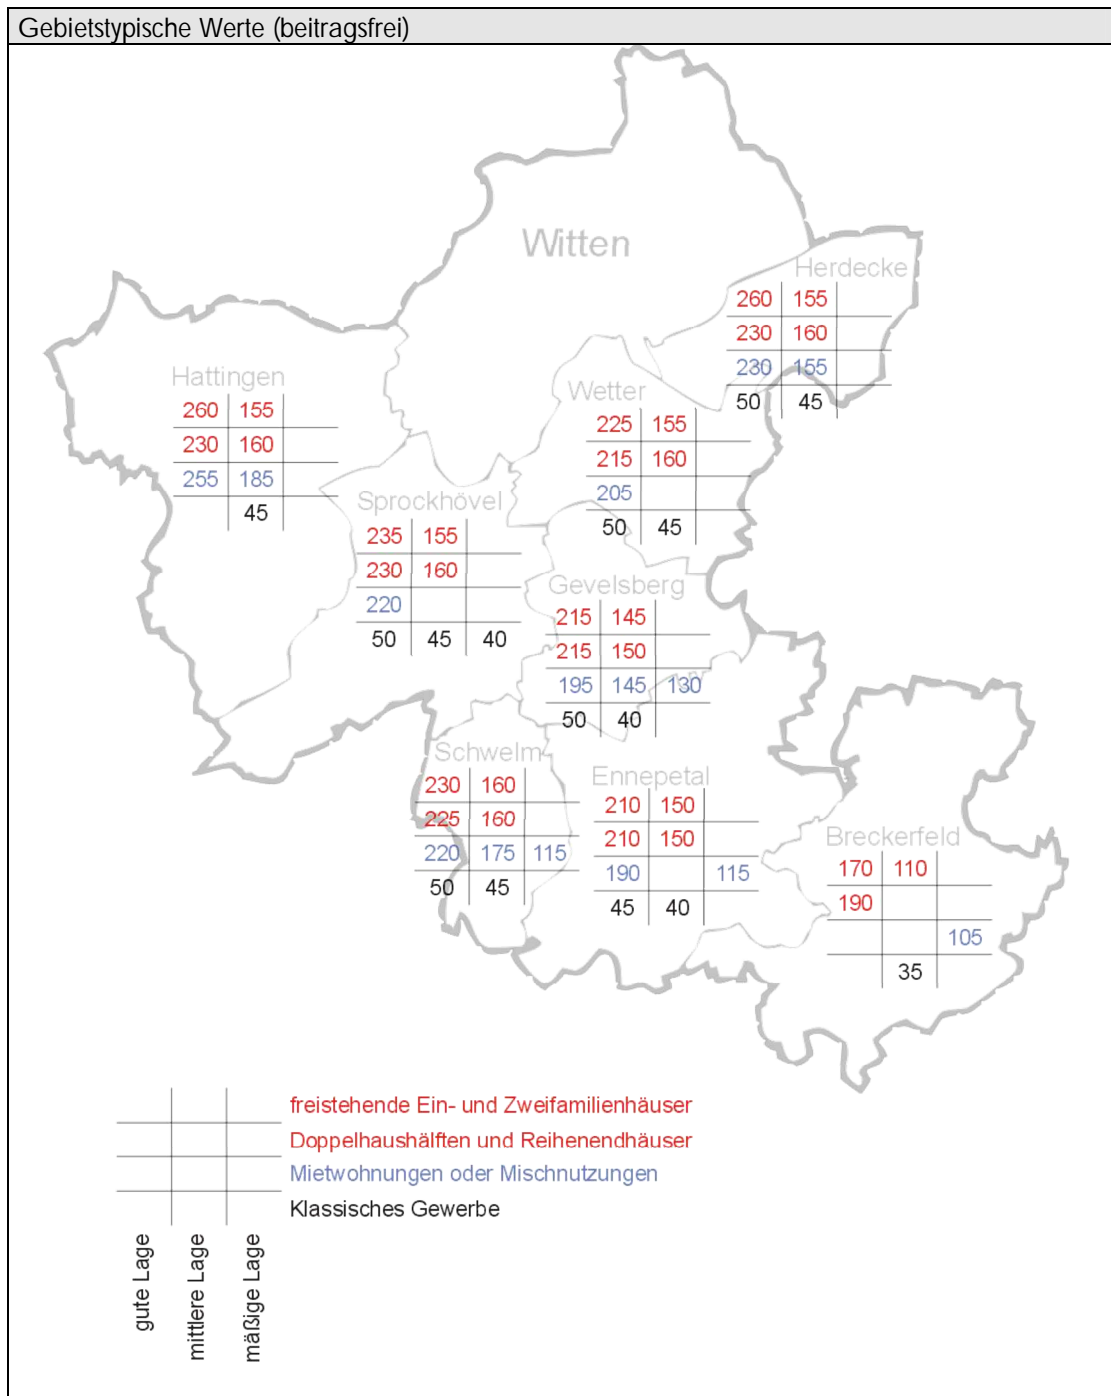 Gebietstypische Werte (beitragsfrei)
Witten
Herdecke
260 155
230 160
230 155
50 45
Hattingen
260 155
230 160
255 185
45
Wetter
225 155
215 160
205
50 45
Sprockhövel
235 155
230 160
220
50 45 40
Gevelsberg
215 145
215 150
195 145 130
50 40
Schwelm
230 160
225 160
220 175 115
50 45
Ennepetal
210 150
210 150
190 115
45 40
Breckerfeld
170 110
190
105
35
freistehende Ein- und Zweifamilienhäuser
Doppelhaushälften und Reihenendhäuser
Mietwohnungen oder Mischnutzungen
Klassisches Gewerbe
gute Lage
mittlere Lage
mäßige Lage